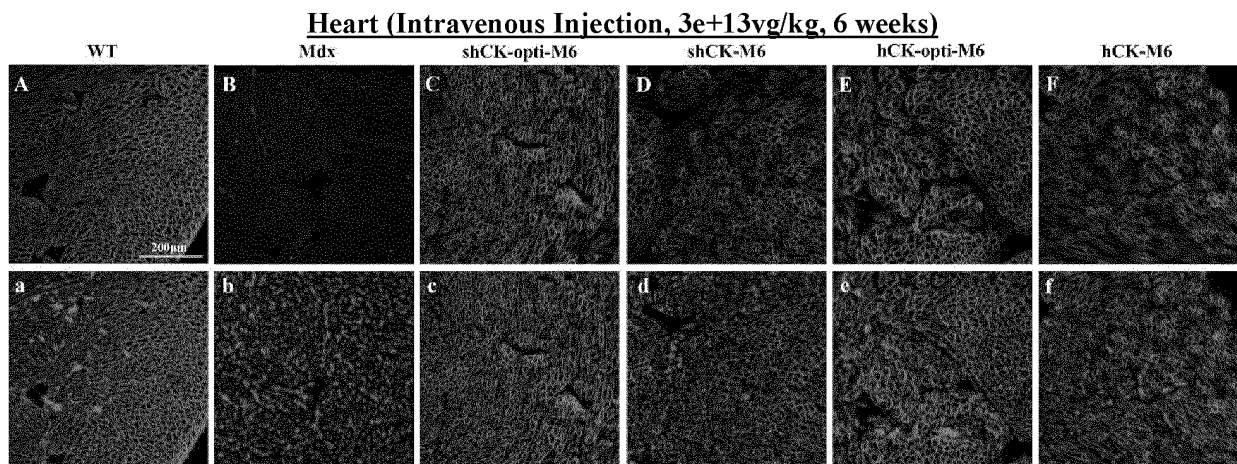 Heart (Intravenous Injection, 3e+13vg/kg, 6 weeks)
WT Mdx shCK-opti-M6 shCK-M6 hCK-opti-M6 hCK-M6
A B C D E F
200µm
a b c d e f